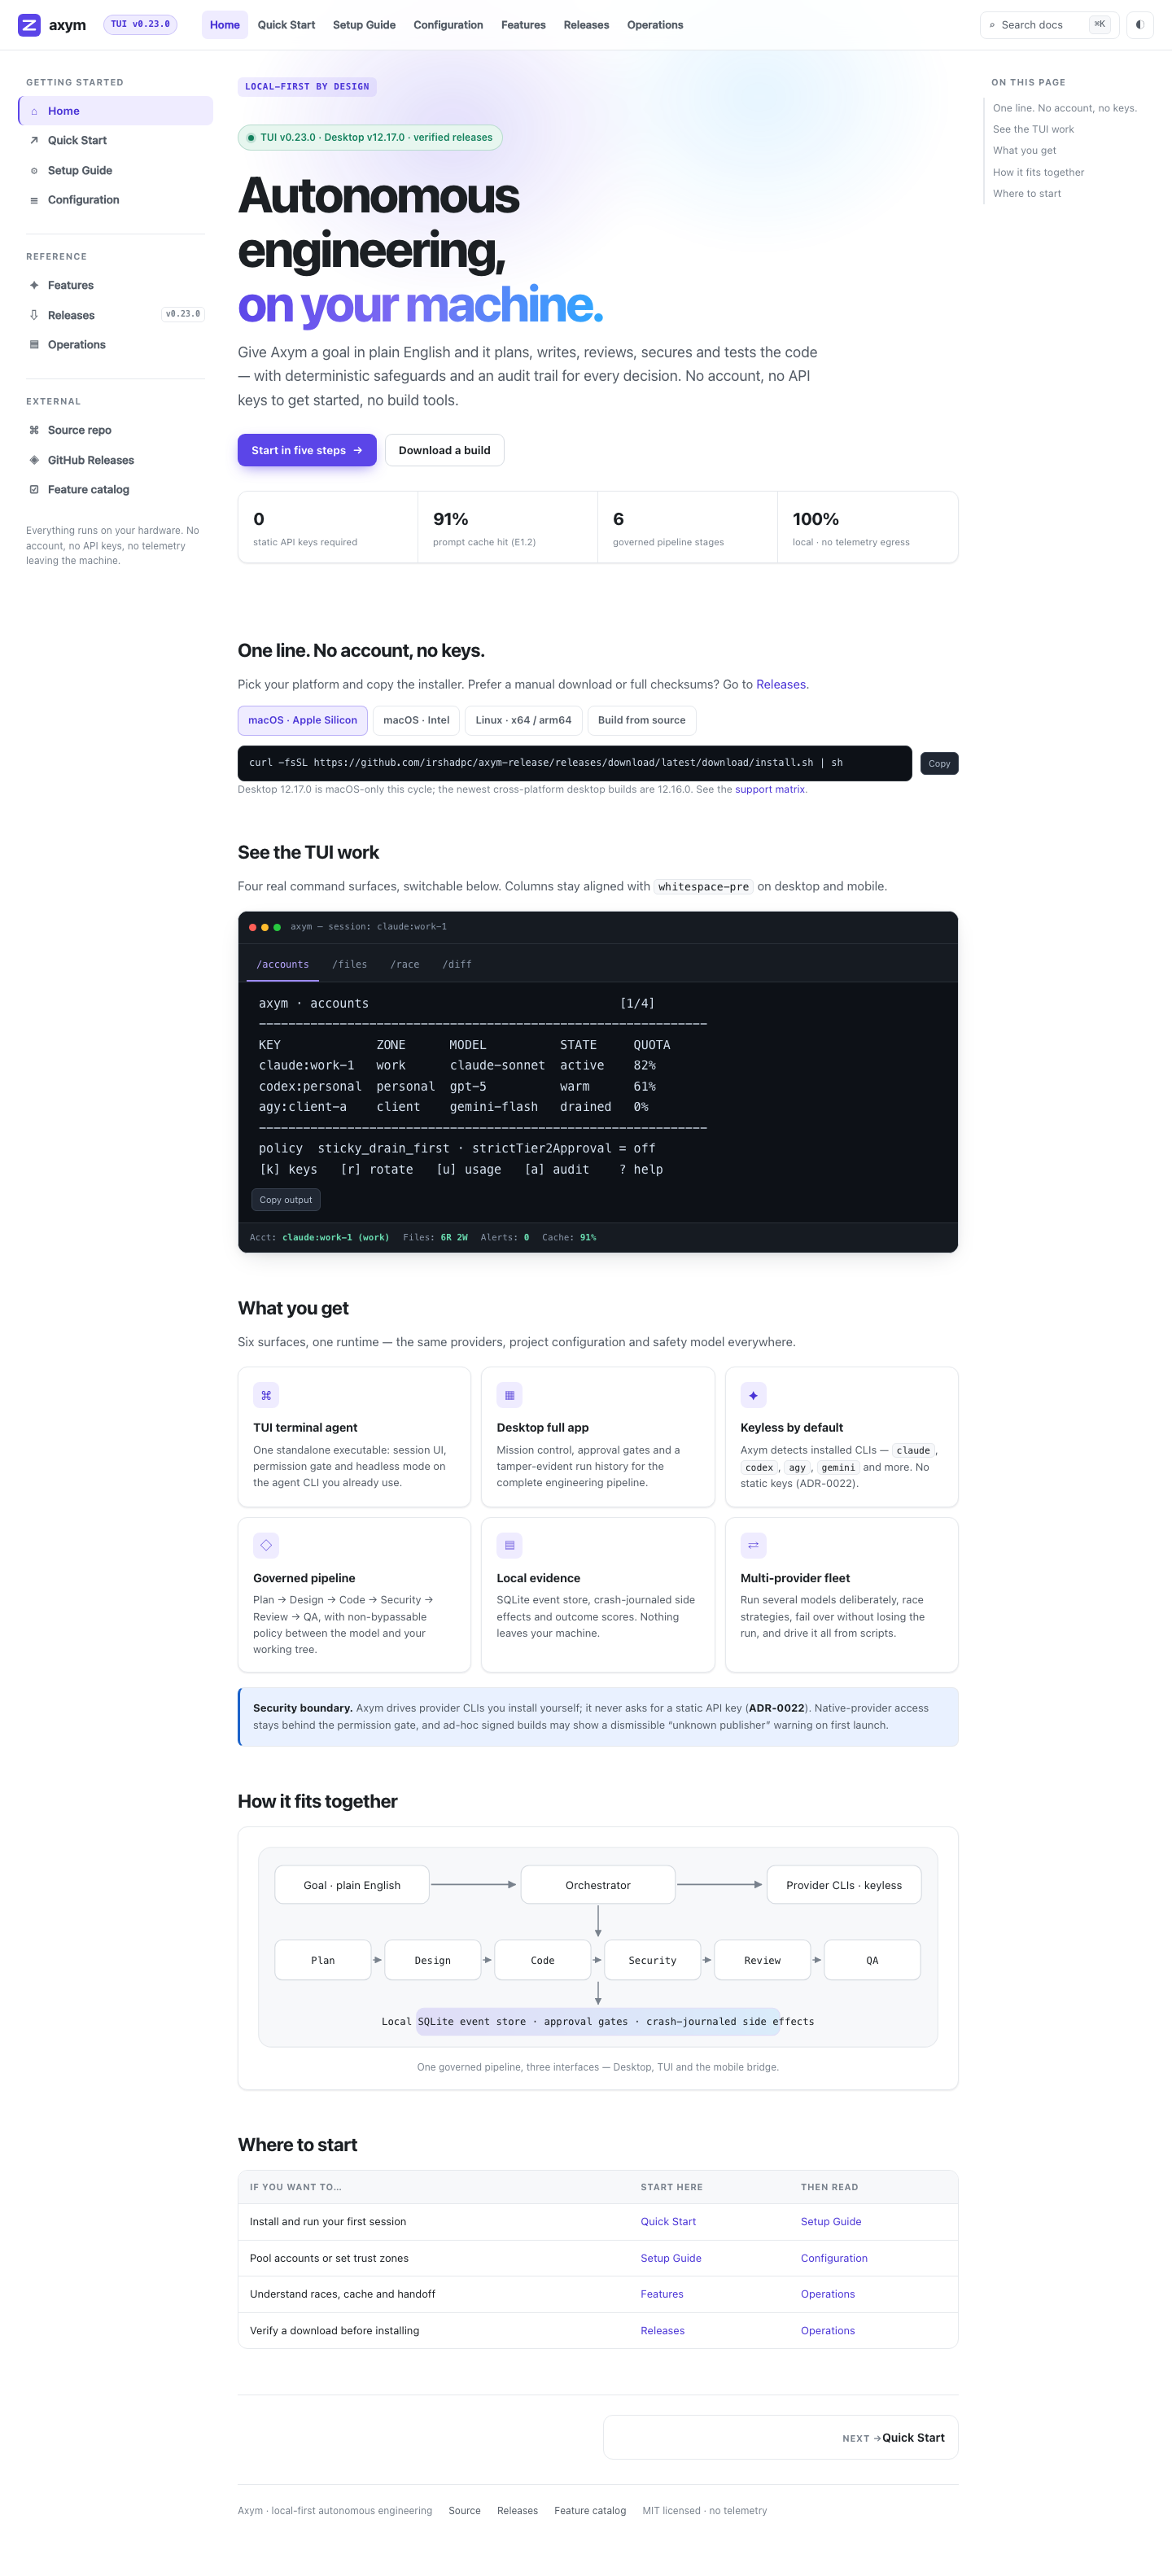 axym
TUI v0.23.0
Home
Quick Start
Setup Guide
Configuration
Features
Releases
Operations
Search docs
⌘K
GETTING STARTED
Home
Quick Start
Setup Guide
Configuration
REFERENCE
Features
Releases v0.23.0
Operations
EXTERNAL
Source repo
GitHub Releases
Feature catalog
Everything runs on your hardware. No
account, no API keys, no telemetry
leaving the machine.
LOCAL-FIRST BY DESIGN
TUI v0.23.0 · Desktop v12.17.0 · verified releases
Autonomous
engineering,
on your machine.
Give Axym a goal in plain English and it plans, writes, reviews, secures and tests the code
— with deterministic safeguards and an audit trail for every decision. No account, no API
keys to get started, no build tools.
Start in five steps →
Download a build
0
static API keys required
91%
prompt cache hit (E1.2)
6
governed pipeline stages
100%
local · no telemetry egress
ON THIS PAGE
One line. No account, no keys.
See the TUI work
What you get
How it fits together
Where to start
One line. No account, no keys.
Pick your platform and copy the installer. Prefer a manual download or full checksums? Go to Releases.
macOS · Apple Silicon
macOS · Intel
Linux · x64 / arm64
Build from source
curl -fsSL https://github.com/irshadpc/axym-release/releases/download/latest/download/install.sh | sh
Copy
Desktop 12.17.0 is macOS-only this cycle; the newest cross-platform desktop builds are 12.16.0. See the support matrix.
See the TUI work
Four real command surfaces, switchable below. Columns stay aligned with whitespace-pre on desktop and mobile.
axym — session: claude:work-1
/accounts /files /race /diff
axym · accounts [1/4]
KEY ZONE MODEL STATE QUOTA
claude:work-1 work claude-sonnet active 82%
codex:personal personal gpt-5 warm 61%
agy:client-a client gemini-flash drained 0%
policy sticky_drain_first · strictTier2Approval = off
[k] keys [r] rotate [u] usage [a] audit ? help
Copy output
Acct: claude:work-1 (work) Files: 6R 2W Alerts: 0 Cache: 91%
What you get
Six surfaces, one runtime — the same providers, project configuration and safety model everywhere.
TUI terminal agent
One standalone executable: session UI,
permission gate and headless mode on
the agent CLI you already use.
Desktop full app
Mission control, approval gates and a
tamper-evident run history for the
complete engineering pipeline.
Keyless by default
Axym detects installed CLIs — claude,
codex, agy, gemini and more. No
static keys (ADR-0022).
Governed pipeline
Plan → Design → Code → Security →
Review → QA, with non-bypassable
policy between the model and your
working tree.
Local evidence
SQLite event store, crash-journaled side
effects and outcome scores. Nothing
leaves your machine.
Multi-provider fleet
Run several models deliberately, race
strategies, fail over without losing the
run, and drive it all from scripts.
Security boundary. Axym drives provider CLIs you install yourself; it never asks for a static API key (ADR-0022). Native-provider access
stays behind the permission gate, and ad-hoc signed builds may show a dismissible “unknown publisher” warning on first launch.
How it fits together
Goal · plain English
Orchestrator
Provider CLIs · keyless
Plan
Design
Code
Security
Review
QA
Local SQLite event store · approval gates · crash-journaled side effects
One governed pipeline, three interfaces — Desktop, TUI and the mobile bridge.
Where to start
IF YOU WANT TO… START HERE THEN READ
Install and run your first session Quick Start Setup Guide
Pool accounts or set trust zones Setup Guide Configuration
Understand races, cache and handoff Features Operations
Verify a download before installing Releases Operations
NEXT →Quick Start
Axym · local-first autonomous engineering Source Releases Feature catalog MIT licensed · no telemetry